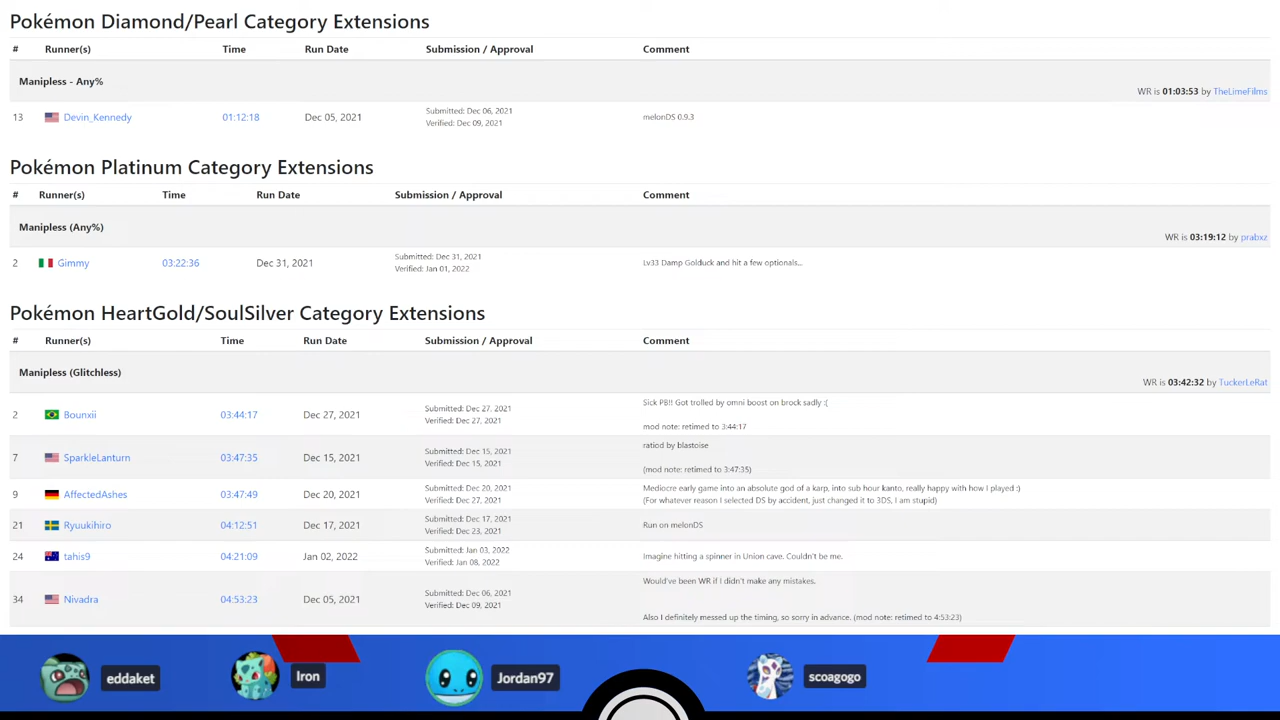 Pokémon Diamond/Pearl Category Extensions
# Runner(s) Time Run Date Submission / Approval Comment
Manipless - Any%
WR is 01:03:53 by TheLimeFilms
13 Devin_Kennedy 01:12:18 Dec 05, 2021 Submitted: Dec 06, 2021 melonDS 0.9.3
Verified: Dec 09, 2021
Pokémon Platinum Category Extensions
# Runner(s) Time Run Date Submission / Approval Comment
Manipless (Any%)
WR is 03:19:12 by prabxz
2 Gimmy 03:22:36 Dec 31, 2021 Submitted: Dec 31, 2021 Lv33 Damp Golduck and hit a few optionals...
Verified: Jan 01, 2022
Pokémon HeartGold/SoulSilver Category Extensions
# Runner(s) Time Run Date Submission / Approval Comment
Manipless (Glitchless)
WR is 03:42:32 by TuckerLeRat
2 Bounxii 03:44:17 Dec 27, 2021 Submitted: Dec 27, 2021 Sick PB!! Got trolled by omni boost on brock sadly :(
Verified: Dec 27, 2021 mod note: retimed to 3:44:17
7 SparkleLanturn 03:47:35 Dec 15, 2021 Submitted: Dec 15, 2021 ratiod by blastoise
Verified: Dec 15, 2021 (mod note: retimed to 3:47:35)
9 AffectedAshes 03:47:49 Dec 20, 2021 Submitted: Dec 20, 2021 Mediocre early game into an absolute god of a karp, into sub hour kanto, really happy with how I played :)
Verified: Dec 27, 2021 (For whatever reason I selected DS by accident, just changed it to 3DS, I am stupid)
21 Ryuukihiro 04:12:51 Dec 17, 2021 Submitted: Dec 17, 2021 Run on melonDS
Verified: Dec 23, 2021
24 tahis9 04:21:09 Jan 02, 2022 Submitted: Jan 03, 2022 Imagine hitting a spinner in Union cave. Couldn't be me.
Verified: Jan 08, 2022
34 Nivadra 04:53:23 Dec 05, 2021 Submitted: Dec 06, 2021 Would've been WR if I didn't make any mistakes.
Verified: Dec 09, 2021 Also I definitely messed up the timing, so sorry in advance. (mod note: retimed to 4:53:23)
eddaket Iron Jordan97 scoagogo